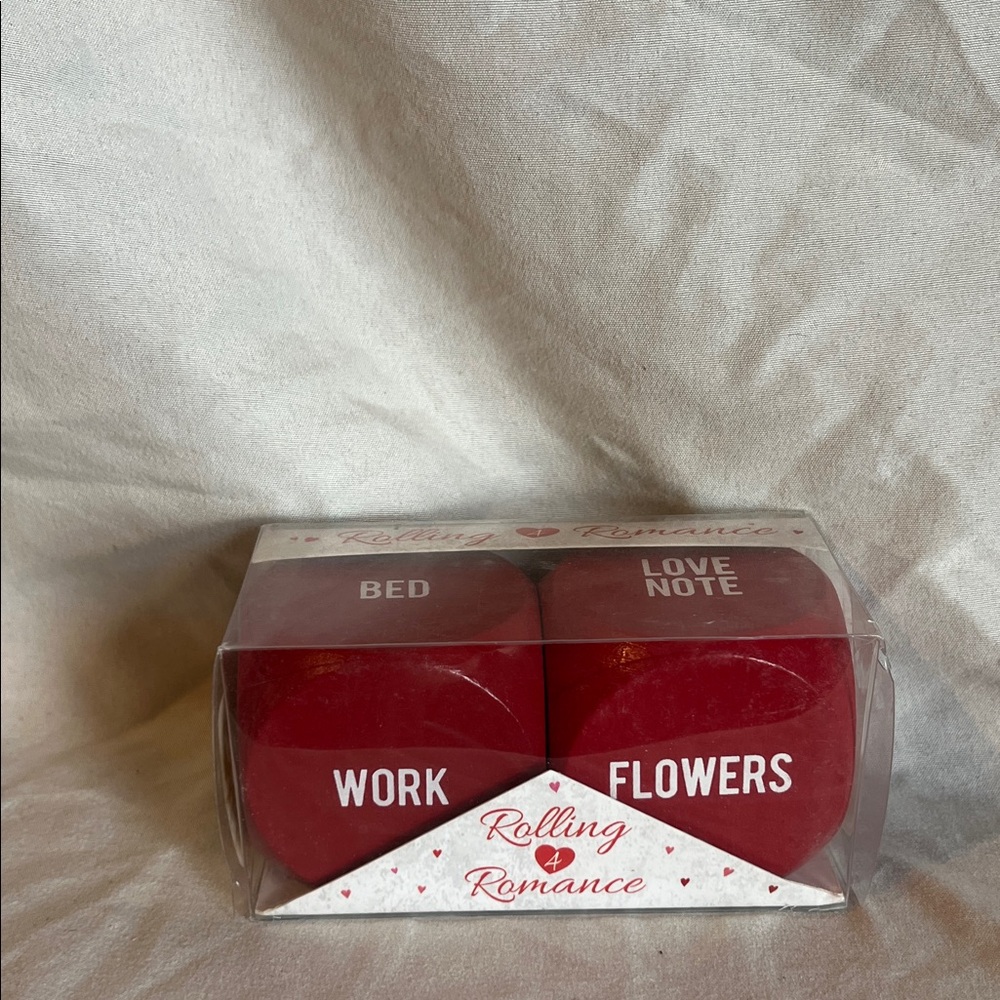 Rolling 4 Romance
BED
LOVE
NOTE
WORK
FLOWERS
Rolling
4
Romance